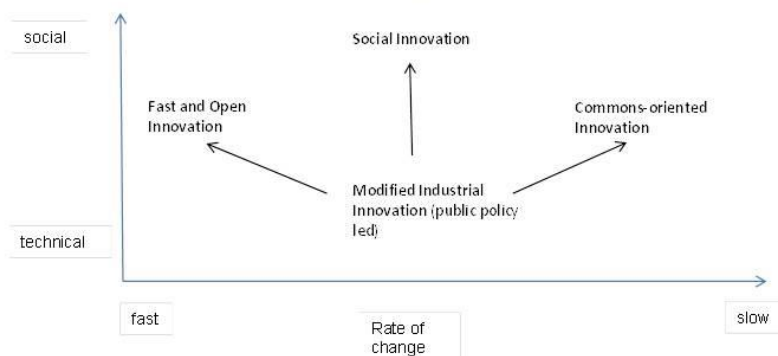 social
Social Innovation
Fast and Open
Innovation
Commons-oriented
Innovation
Modified Industrial
Innovation (public policy
led)
technical
fast
Rate of
change
slow